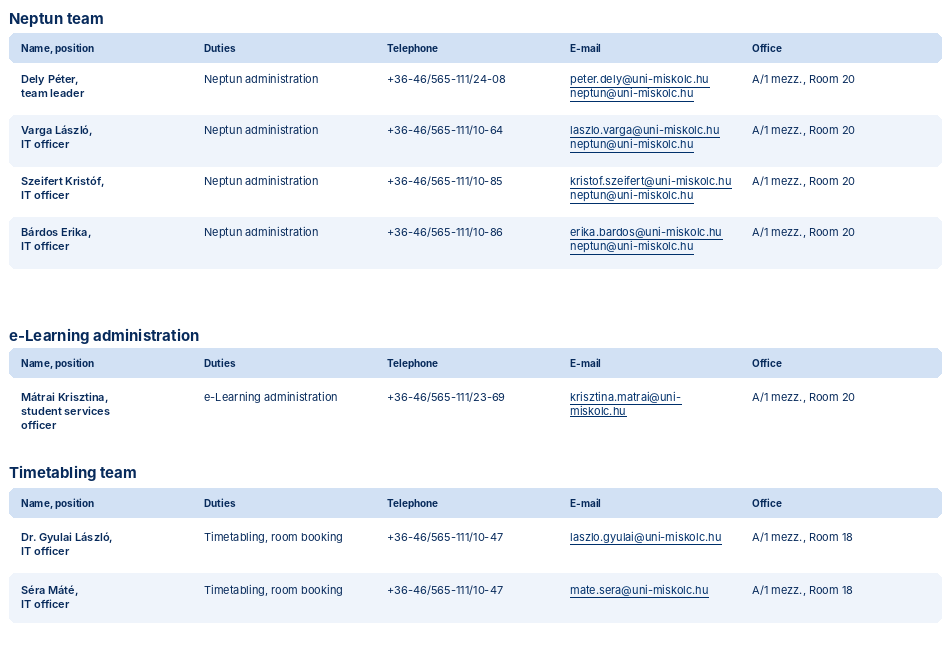 Neptun team
Name, position Duties Telephone E-mail Office
Dely Péter, Neptun administration +36-46/565-111/24-08 peter.dely@uni-miskolc.hu A/1 mezz., Room 20
team leader neptun@uni-miskolc.hu
Varga László, Neptun administration +36-46/565-111/10-64 laszlo.varga@uni-miskolc.hu A/1 mezz., Room 20
IT officer neptun@uni-miskolc.hu
Szeifert Kristóf, Neptun administration +36-46/565-111/10-85 kristof.szeifert@uni-miskolc.hu A/1 mezz., Room 20
IT officer neptun@uni-miskolc.hu
Bárdos Erika, Neptun administration +36-46/565-111/10-86 erika.bardos@uni-miskolc.hu A/1 mezz., Room 20
IT officer neptun@uni-miskolc.hu
e-Learning administration
Name, position Duties Telephone E-mail Office
Mátrai Krisztina, e-Learning administration +36-46/565-111/23-69 krisztina.matrai@uni- A/1 mezz., Room 20
student services miskolc.hu
officer
Timetabling team
Name, position Duties Telephone E-mail Office
Dr. Gyulai László, Timetabling, room booking +36-46/565-111/10-47 laszlo.gyulai@uni-miskolc.hu A/1 mezz., Room 18
IT officer
Séra Máté, Timetabling, room booking +36-46/565-111/10-47 mate.sera@uni-miskolc.hu A/1 mezz., Room 18
IT officer